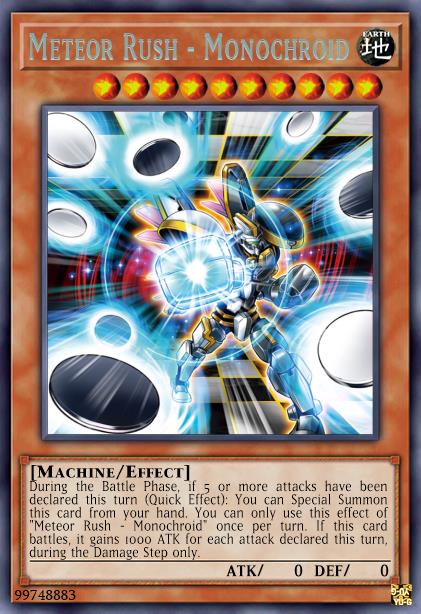 Meteor Rush - Monochroid
EARTH
地
[Machine/Effect]
During the Battle Phase, if 5 or more attacks have been
declared this turn (Quick Effect): You can Special Summon
this card from your hand. You can only use this effect of
"Meteor Rush - Monochroid" once per turn. If this card
battles, it gains 1000 ATK for each attack declared this turn,
during the Damage Step only.
ATK/ 0 DEF/ 0
99748883